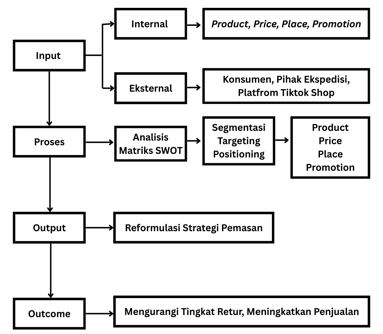 Internal
Product, Price, Place, Promotion
Input
Eksternal
Konsumen, Pihak Ekspedisi,
Platfrom Tiktok Shop
Proses
Analisis
Matriks SWOT
Segmentasi
Targeting
Positioning
Product
Price
Place
Promotion
Output
Reformulasi Strategi Pemasan
Outcome
Mengurangi Tingkat Retur, Meningkatkan Penjualan